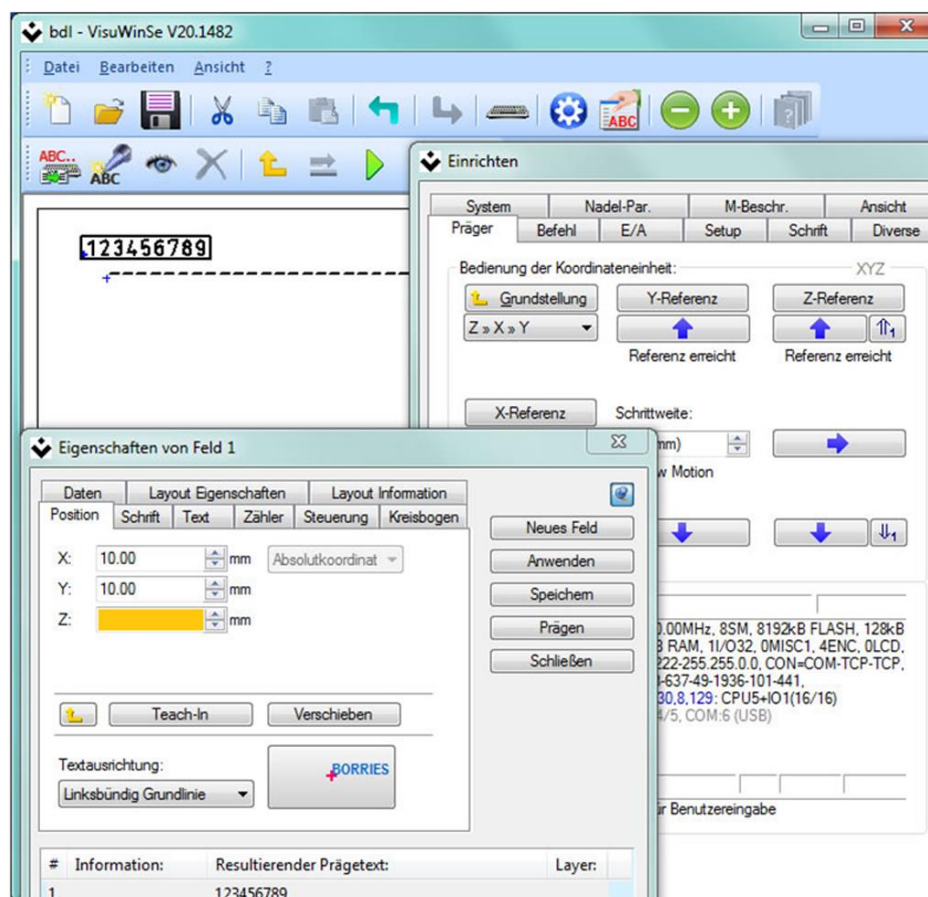 bdl - VisuWinSe V20.1482
Datei Bearbeiten Ansicht ?
ABC
ABC..
ABC
Einrichten
System Nadel-Par. M-Beschr. Ansicht
Präger Befehl E/A Setup Schrift Diverse
123456789
Bedienung der Koordinateneinheit: XYZ
Grundstellung Y-Referenz Z-Referenz
Z » X » Y
1
Referenz erreicht Referenz erreicht
X-Referenz Schrittweite:
mm)
w Motion
1
Eigenschaften von Feld 1
Daten Layout Eigenschaften Layout Information
Position Schrift Text Zähler Steuerung Kreisbogen
Neues Feld
X: 10.00 mm Absolutkoordinat
Anwenden
Y: 10.00 mm
Speichern
Z: mm
Prägen
Schließen
0.00MHz, 8SM, 8192kB FLASH, 128kB
B RAM, 1I/O32, 0MISC1, 4ENC, 0LCD,
222-255.255.0.0, CON=COM-TCP-TCP,
-637-49-1936-101-441,
30,8,129: CPU5+IO1(16/16)
4/5, COM:6 (USB)
Teach-In Verschieben
Textausrichtung:
Linksbündig Grundlinie
BORRIES
ür Benutzereingabe
# Information: Resultierender Prägetext: Layer:
1 123456789